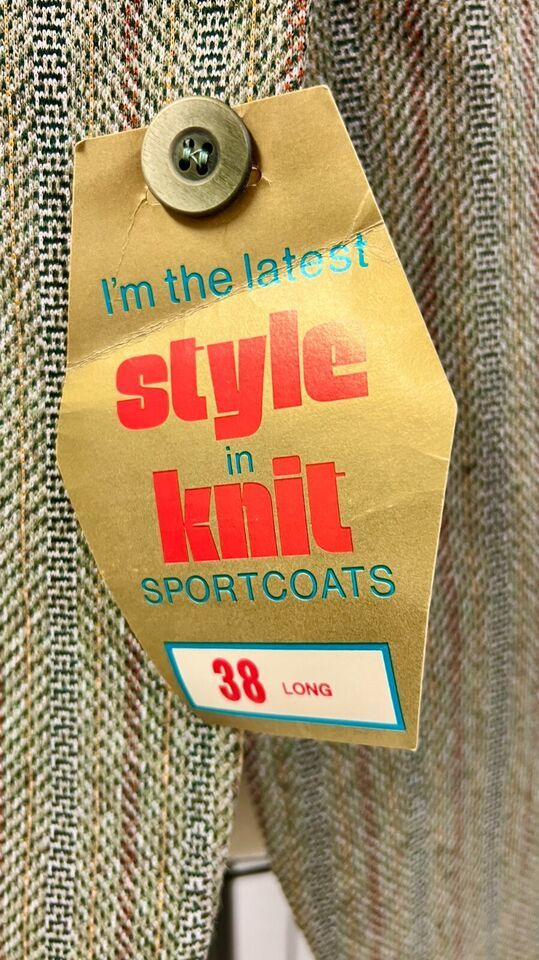 I'm the latest
style
in
knit
SPORTCOATS
38 LONG